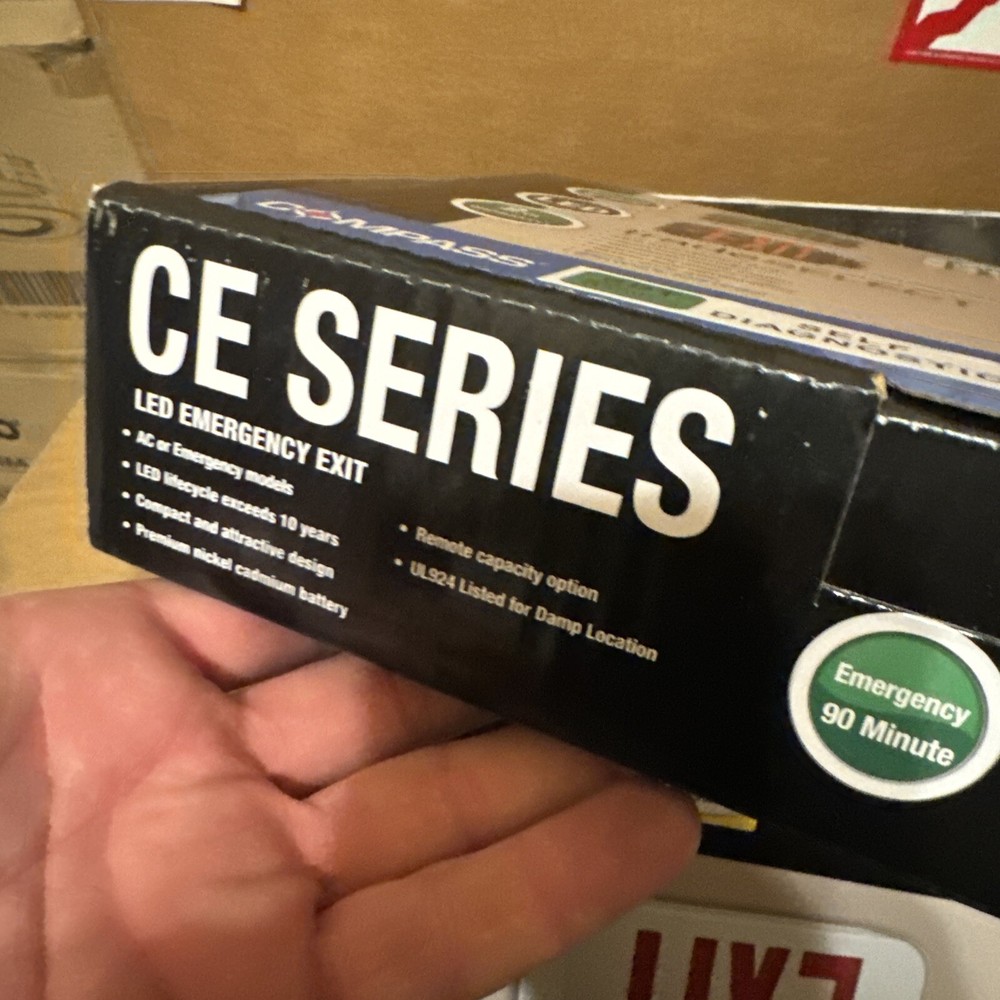 COMPASS
SELF
DIAGNOSTIC
CE SERIES
LED EMERGENCY EXIT
• AC or Emergency models
• LED lifecycle exceeds 10 years
• Compact and attractive design
• Premium nickel cadmium battery
• Remote capacity option
• UL924 Listed for Damp Location
Emergency
90 Minute
EXIT